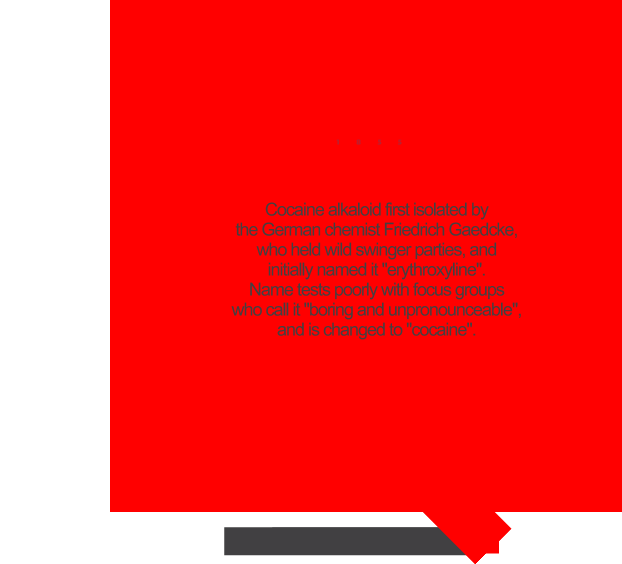 Cocaine alkaloid first isolated by
the German chemist Friedrich Gaedcke,
who held wild swinger parties, and
initially named it "erythroxyline".
Name tests poorly with focus groups
who call it "boring and unpronounceable",
and is changed to "cocaine".